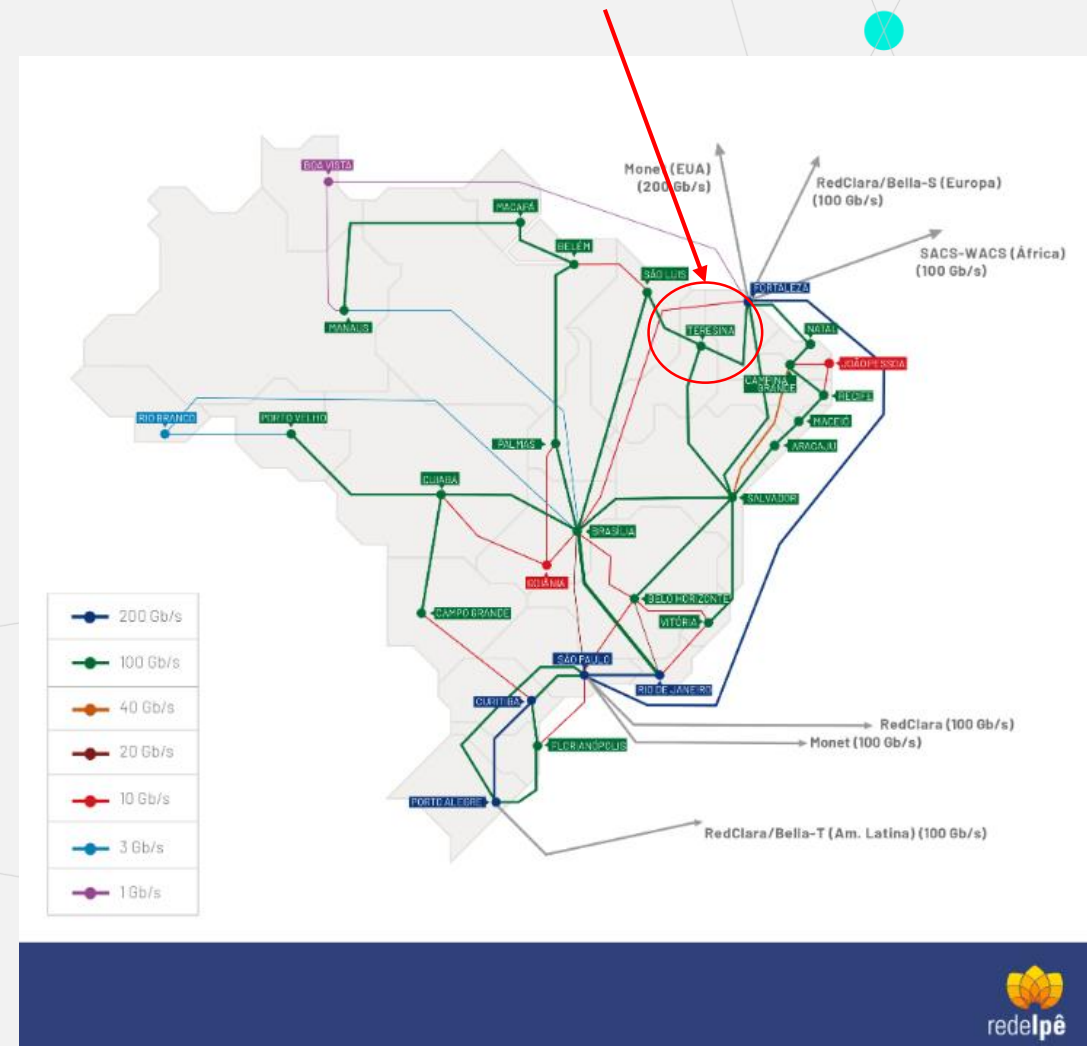 BOA VISTA
Monet (EUA)
(200 Gb/s)
RedClara/Bella-S (Europa)
(100 Gb/s)
MACAPÁ
BELÉM
SACS-WACS (África)
(100 Gb/s)
SÃO LUIS
FORTALEZA
MANAUS
TERESINA
NATAL
JOÃO PESSOA
CAMPINA
GRANDE
RECIFE
RIO BRANCO
PORTO VELHO
MACEIÓ
PALMAS
ARACAJU
CUIABÁ
SALVADOR
BRASÍLIA
GOIÂNIA
BELO HORIZONTE
CAMPO GRANDE
VITÓRIA
200 Gb/s
100 Gb/s
40 Gb/s
20 Gb/s
10 Gb/s
3 Gb/s
1 Gb/s
SÃO PAULO
RIO DE JANEIRO
CURITIBA
RedClara (100 Gb/s)
Monet (100 Gb/s)
FLORIANÓPOLIS
PORTO ALEGRE
RedClara/Bella-T (Am. Latina) (100 Gb/s)
redeIpê